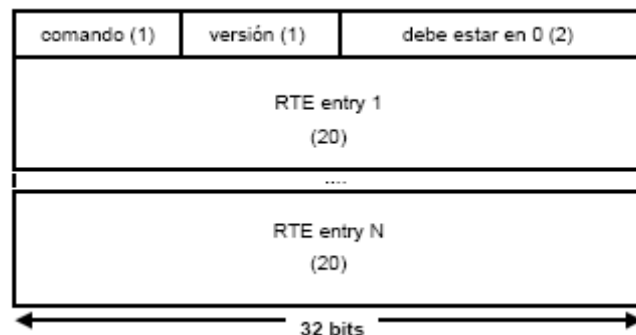 comando (1) versión (1) debe estar en 0 (2)
RTE entry 1
(20)
....
RTE entry N
(20)
32 bits